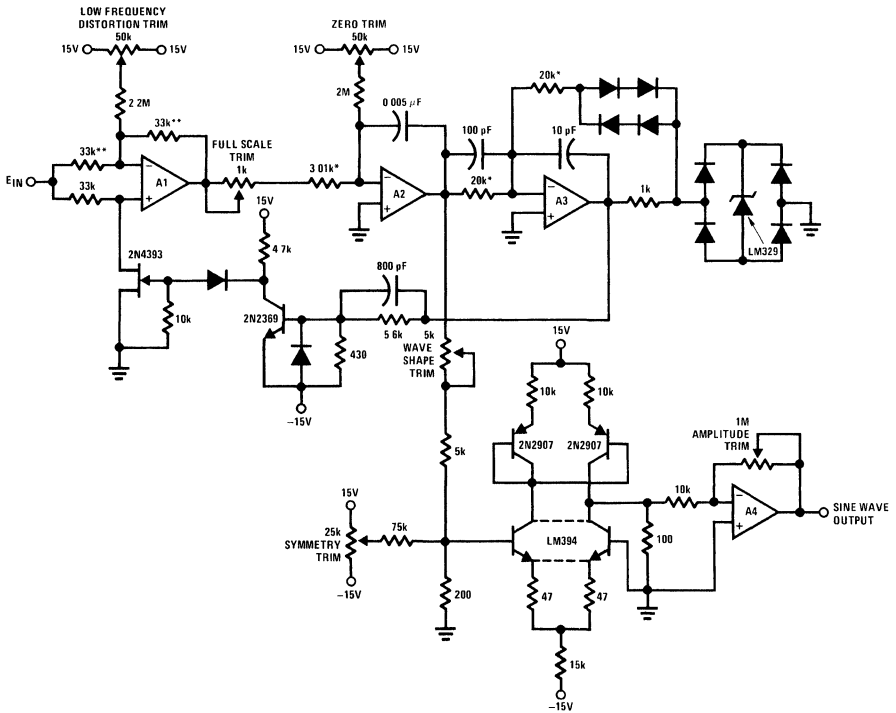 LOW FREQUENCY
DISTORTION TRIM
50k
15V
15V
2 2M
33k**
33k**
33k
EIN
A1
FULL SCALE
TRIM
1k
ZERO TRIM
50k
15V
15V
2M
0 005 µF
3 01k*
A2
100 pF
20k*
20k*
10 pF
A3
1k
LM329
15V
4 7k
2N4393
10k
2N2369
800 pF
5 6k
430
-15V
5k
WAVE
SHAPE
TRIM
5k
15V
25k
SYMMETRY
TRIM
-15V
75k
200
15V
10k
10k
2N2907
2N2907
LM394
47
47
15k
-15V
10k
100
1M
AMPLITUDE
TRIM
A4
SINE WAVE
OUTPUT